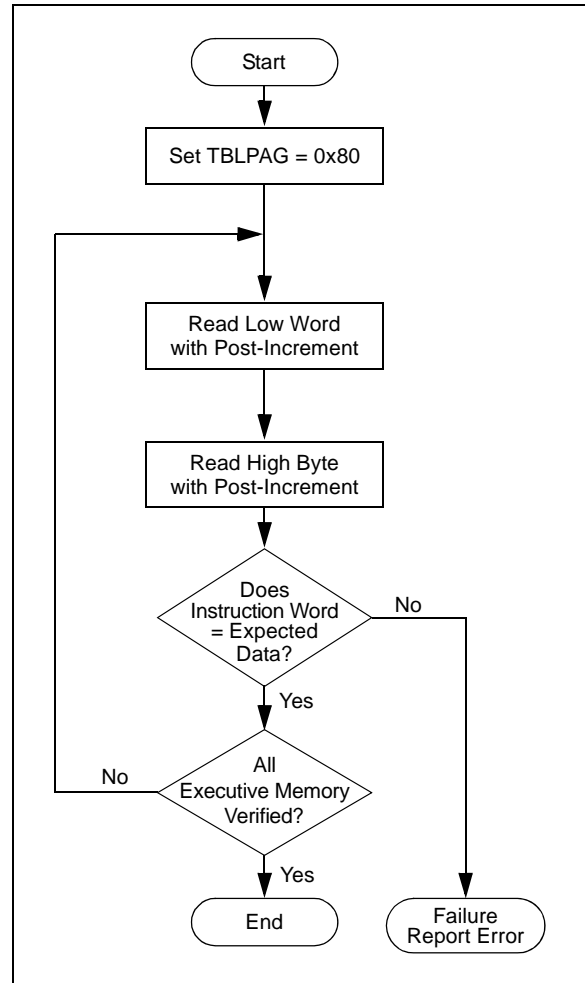 Start
Set TBLPAG = 0x80
Read Low Word
with Post-Increment
Read High Byte
with Post-Increment
Does
Instruction Word
= Expected
Data?
No
Yes
No
All
Executive Memory
Verified?
Yes
End
Failure
Report Error